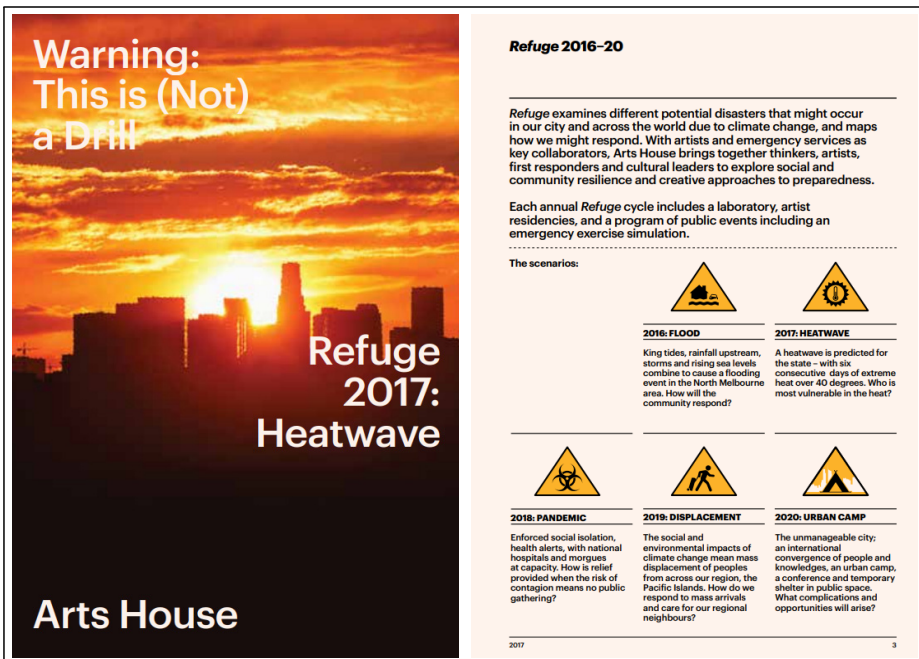 Warning:
This is (Not)
a Drill
Refuge
2017:
Heatwave
Arts House
Refuge 2016–20
Refuge examines different potential disasters that might occur
in our city and across the world due to climate change, and maps
how we might respond. With artists and emergency services as
key collaborators, Arts House brings together thinkers, artists,
first responders and cultural leaders to explore social and
community resilience and creative approaches to preparedness.
Each annual Refuge cycle includes a laboratory, artist
residencies, and a program of public events including an
emergency exercise simulation.
The scenarios:
2016: FLOOD
King tides, rainfall upstream,
storms and rising sea levels
combine to cause a flooding
event in the North Melbourne
area. How will the
community respond?
2017: HEATWAVE
A heatwave is predicted for
the state – with six
consecutive days of extreme
heat over 40 degrees. Who is
most vulnerable in the heat?
2018: PANDEMIC
Enforced social isolation,
health alerts, with national
hospitals and morgues
at capacity. How is relief
provided when the risk of
contagion means no public
gathering?
2019: DISPLACEMENT
The social and
environmental impacts of
climate change mean mass
displacement of peoples
from across our region, the
Pacific Islands. How do we
respond to mass arrivals
and care for our regional
neighbours?
2020: URBAN CAMP
The unmanageable city;
an international
convergence of people and
knowledges, an urban camp,
a conference and temporary
shelter in public space.
What complications and
opportunities will arise?
2017
3